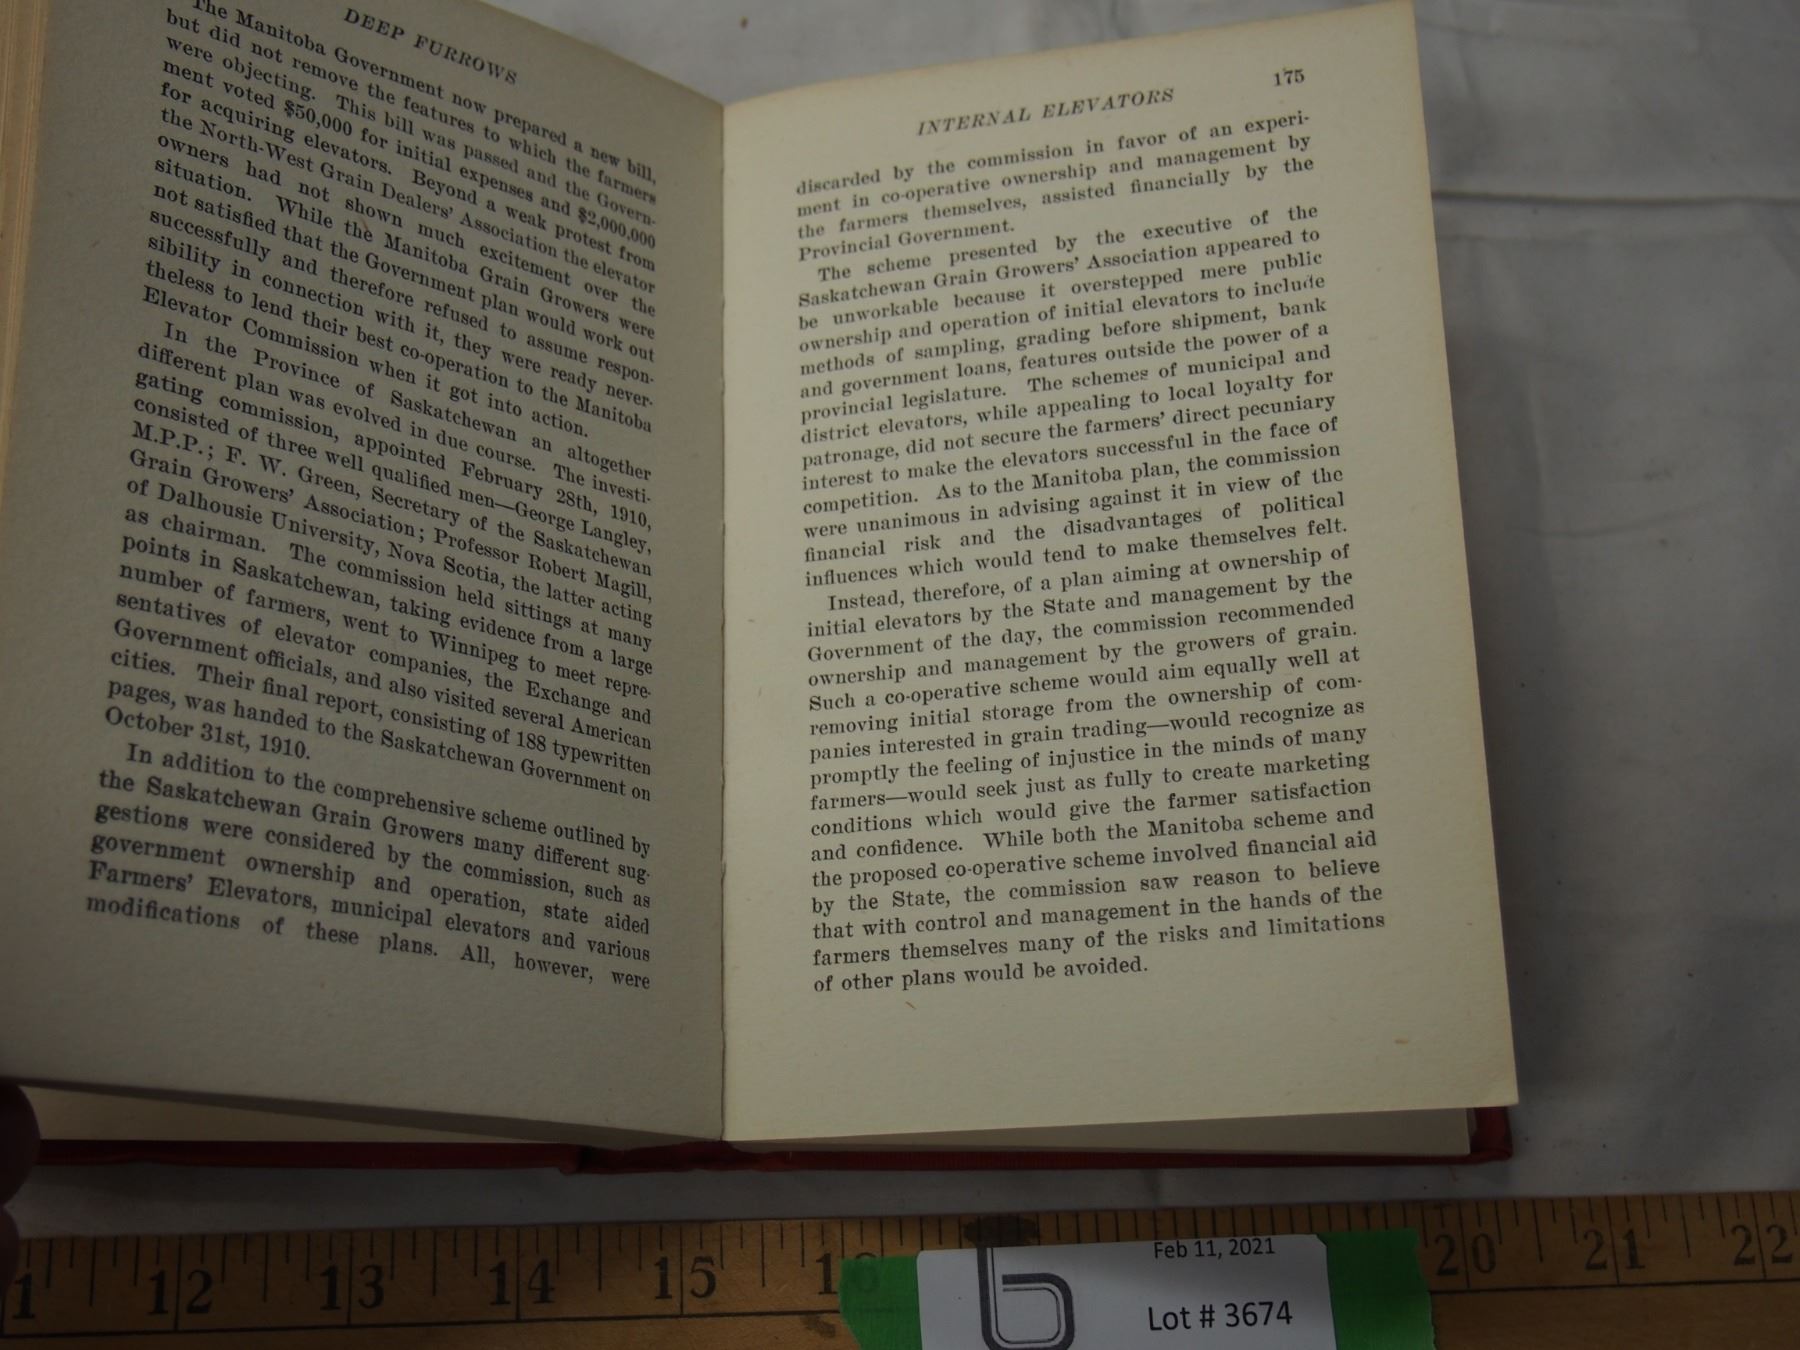 DEEP FURROWS
The Manitoba Government now prepared a new bill,
but did not remove the features to which the farmers
were objecting. This bill was passed and the Govern-
ment voted $50,000 for initial expenses and $2,000,000
for acquiring elevators. Beyond a weak protest from
the North-West Grain Dealers' Association the elevator
owners had not shown much excitement over the
situation. While the Manitoba Grain Growers were
not satisfied that the Government plan would work out
successfully and therefore refused to assume respon-
sibility in connection with it, they were ready never-
theless to lend their best co-operation to the Manitoba
Elevator Commission when it got into action.
In the Province of Saskatchewan an altogether
different plan was evolved in due course. The investi-
gating commission, appointed February 28th, 1910,
consisted of three well qualified men—George Langley,
M.P.P.; F. W. Green, Secretary of the Saskatchewan
Grain Growers' Association; Professor Robert Magill,
of Dalhousie University, Nova Scotia, the latter acting
as chairman. The commission held sittings at many
points in Saskatchewan, taking evidence from a large
number of farmers, went to Winnipeg to meet repre-
sentatives of elevator companies, the Exchange and
Government officials, and also visited several American
cities. Their final report, consisting of 188 typewritten
pages, was handed to the Saskatchewan Government on
October 31st, 1910.
In addition to the comprehensive scheme outlined by
the Saskatchewan Grain Growers many different sug-
gestions were considered by the commission, such as
government ownership and operation, state aided
Farmers' Elevators, municipal elevators and various
modifications of these plans. All, however, were
INTERNAL ELEVATORS 175
discarded by the commission in favor of an experi-
ment in co-operative ownership and management by
the farmers themselves, assisted financially by the
Provincial Government.
The scheme presented by the executive of the
Saskatchewan Grain Growers' Association appeared to
be unworkable because it overstepped mere public
ownership and operation of initial elevators to include
methods of sampling, grading before shipment, bank
and government loans, features outside the power of a
provincial legislature. The schemes of municipal and
district elevators, while appealing to local loyalty for
patronage, did not secure the farmers' direct pecuniary
interest to make the elevators successful in the face of
competition. As to the Manitoba plan, the commission
were unanimous in advising against it in view of the
financial risk and the disadvantages of political
influences which would tend to make themselves felt.
Instead, therefore, of a plan aiming at ownership of
initial elevators by the State and management by the
Government of the day, the commission recommended
ownership and management by the growers of grain.
Such a co-operative scheme would aim equally well at
removing initial storage from the ownership of com-
panies interested in grain trading—would recognize as
promptly the feeling of injustice in the minds of many
farmers—would seek just as fully to create marketing
conditions which would give the farmer satisfaction
and confidence. While both the Manitoba scheme and
the proposed co-operative scheme involved financial aid
by the State, the commission saw reason to believe
that with control and management in the hands of the
farmers themselves many of the risks and limitations
of other plans would be avoided.
12 13 14 15 20 21 22
Feb 11, 2021
Lot # 3674